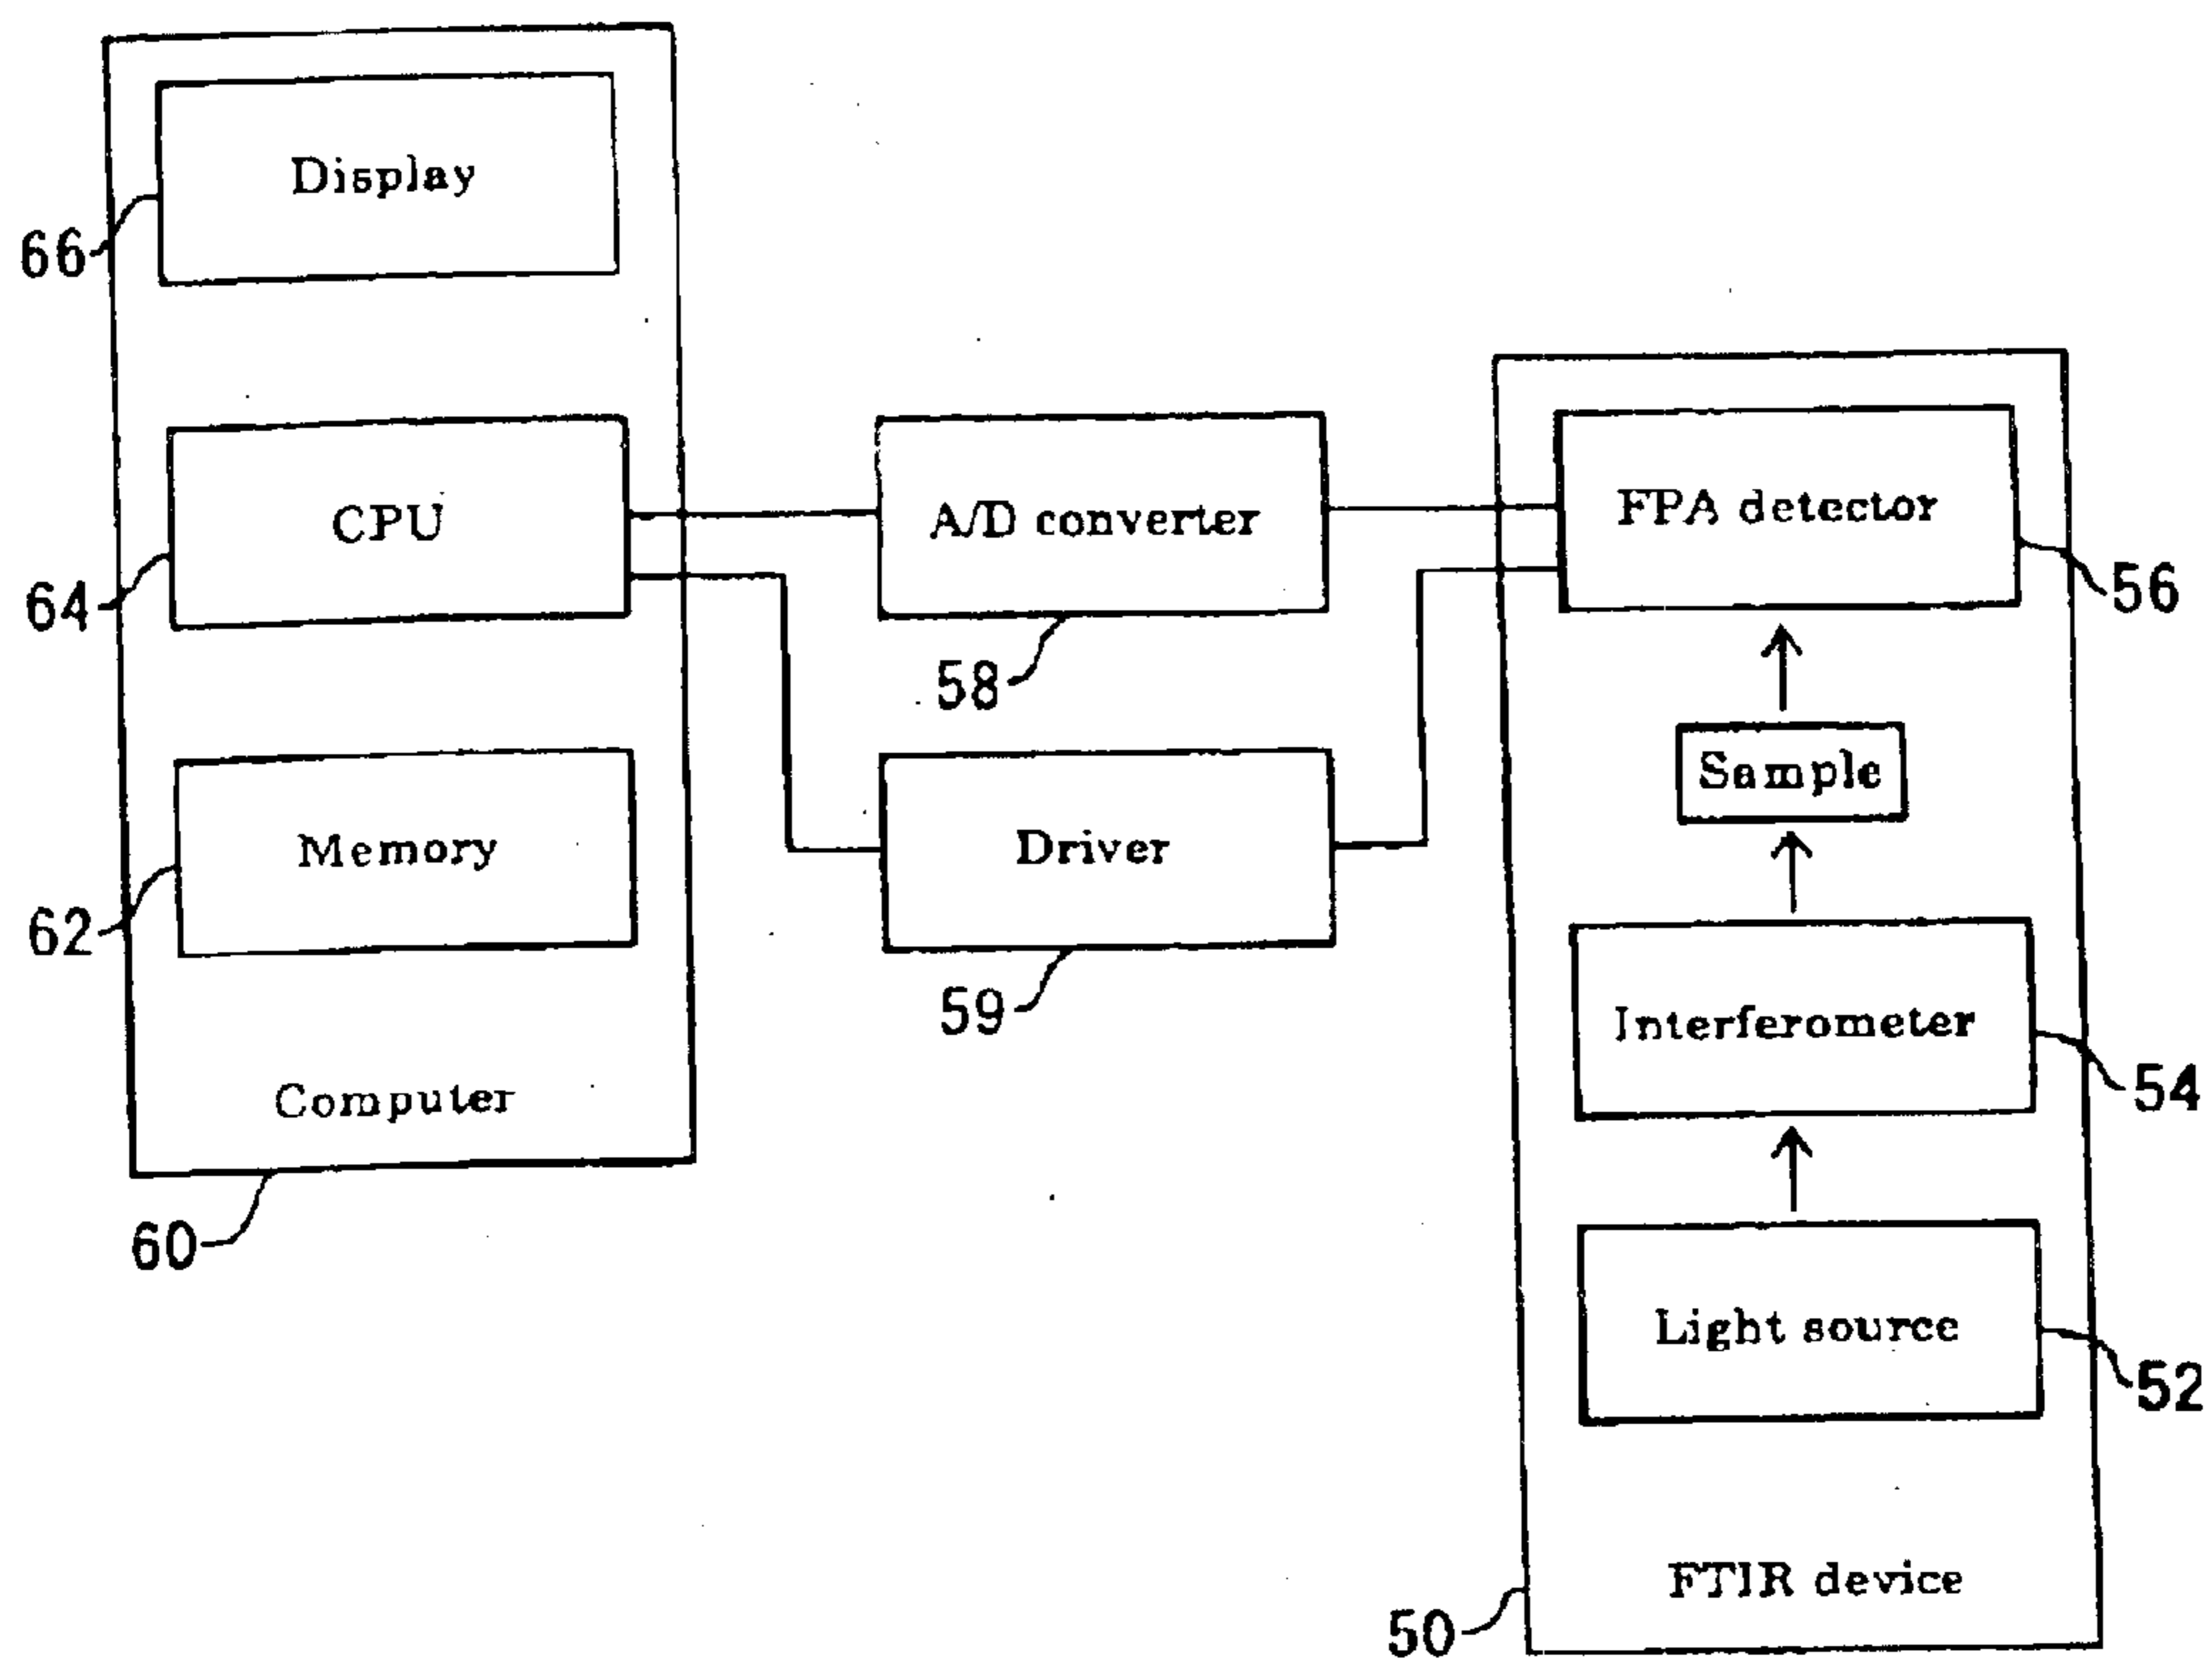 Display
66
CPU
64
Memory
62
Computer
60
A/D converter
58
Driver
59
FPA detector
56
Sample
Interferometer
54
Light source
52
FTIR device
50